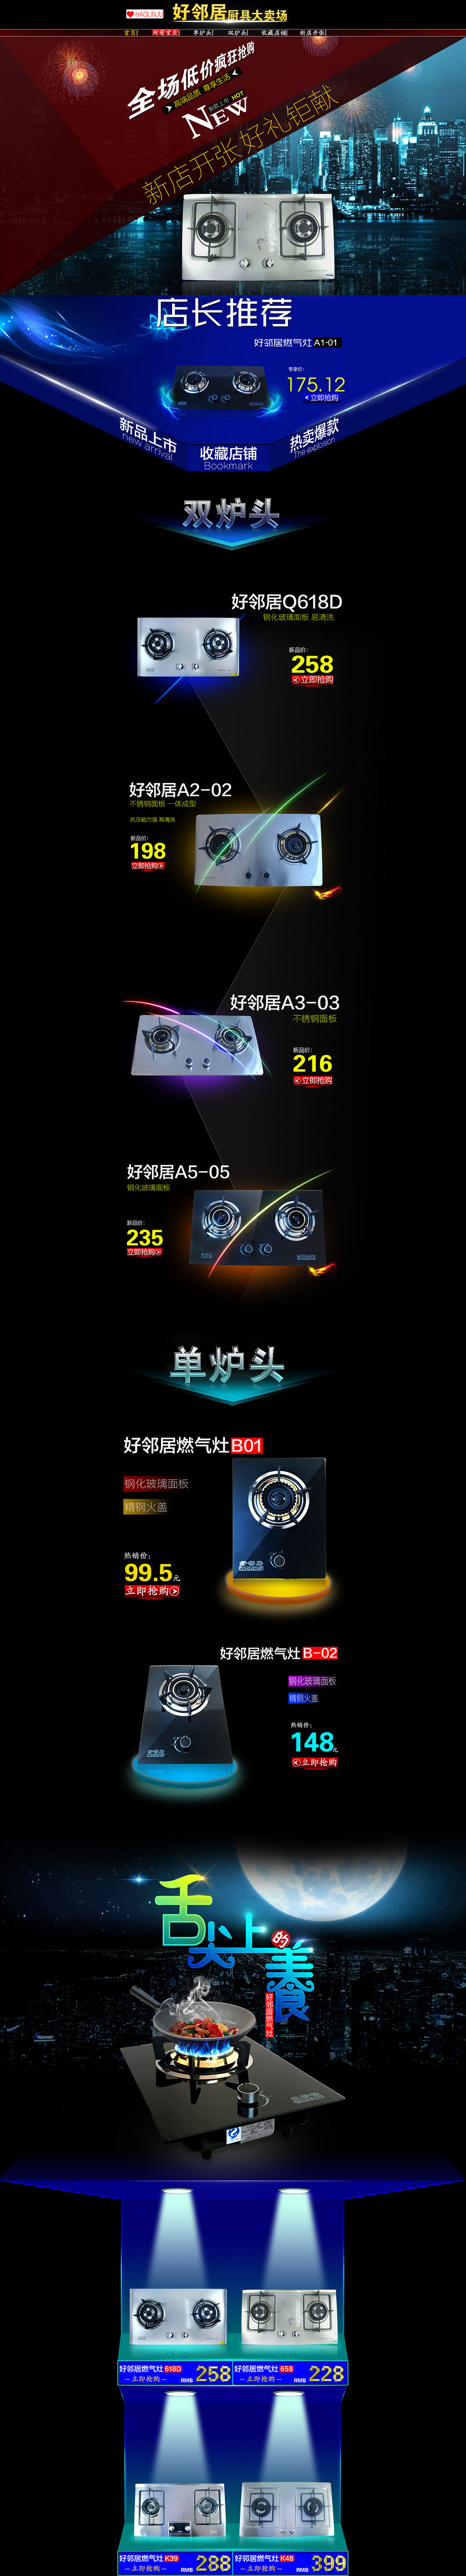 HAOLINJU
好邻居厨具大卖场
首页|
所有宝贝|
单炉头|
双炉头|
收藏店铺|
新店开张|
全场低价疯狂抢购
高端品质 尊享生活
新款上市 HOT
NEW
新店开张好礼钜献
店长推荐
好邻居燃气灶 A1-01
专享价:
175.12
立即抢购
新品上市
new arrival
收藏店铺
Bookmark
热卖爆款
The explosion
双炉头
好邻居Q618D
钢化玻璃面板 易清洗
新品价:
258
立即抢购
好邻居A2-02
不锈钢面板 一体成型
抗压能力强 易清洗
新品价:
198
立即抢购
好邻居A3-03
不锈钢面板
新品价:
216
立即抢购
好邻居A5-05
钢化玻璃面板
新品价:
235
立即抢购
单炉头
好邻居燃气灶B01
钢化玻璃面板
精钢火盖
热销价:
99.5元
立即抢购
好邻居燃气灶 B-02
钢化玻璃面板
精钢火盖
热销价:
148元
立即抢购
舌尖上的美餐
好邻居燃气灶
好邻居燃气灶 618D
立即抢购
RMB 258
好邻居燃气灶 658
立即抢购
RMB 228
好邻居燃气灶 K39
立即抢购
RMB 288
好邻居燃气灶 K48
立即抢购
RMB 399